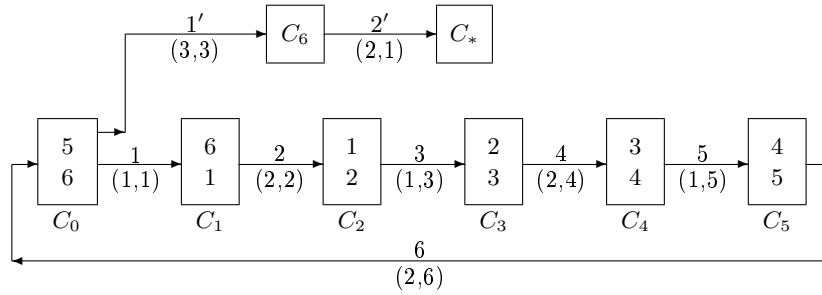 1′ 2′
C₆ C∗
(3,3) (2,1)
5 6 1 2 3 4
1 2 3 4 5
6 1 2 3 4 5
(1,1) (2,2) (1,3) (2,4) (1,5)
C₀ C₁ C₂ C₃ C₄ C₅
6
(2,6)